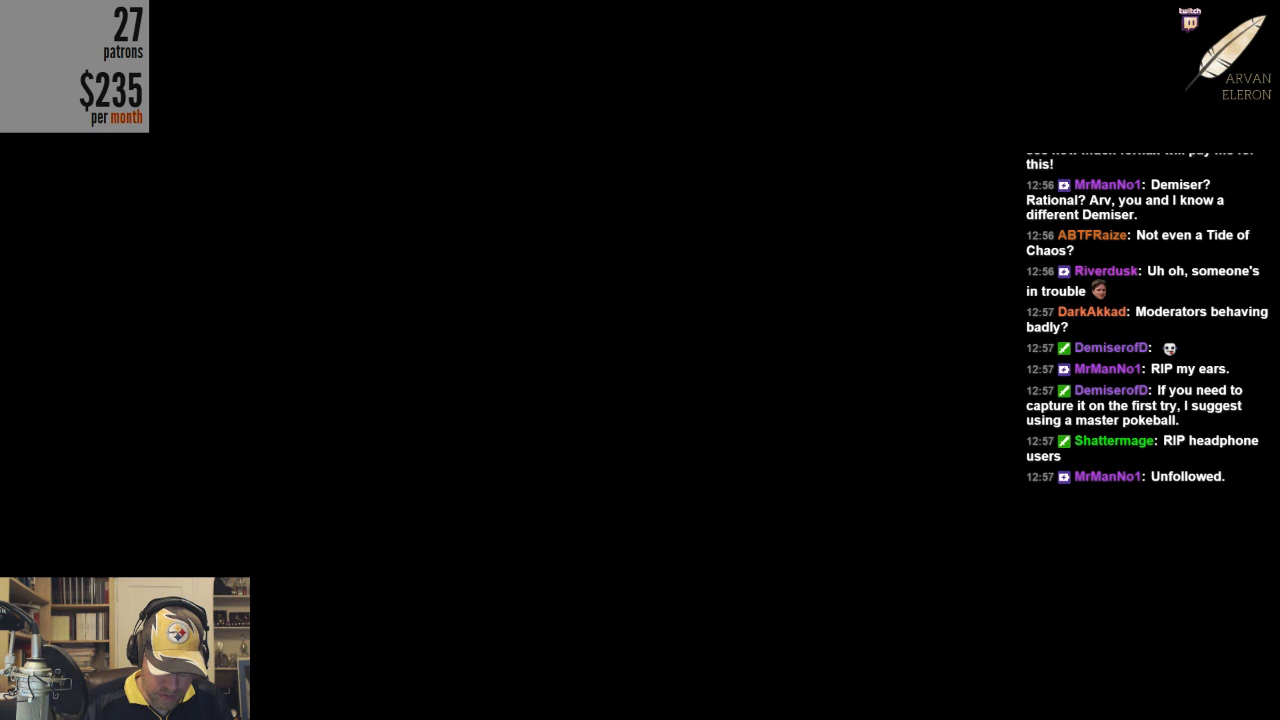 27
patrons
$235
per month
twitch
ARVAN
ELERON
this!
12:56 MrManNo1: Demiser?
Rational? Arv, you and I know a
different Demiser.
12:56 ABTFRaize: Not even a Tide of
Chaos?
12:56 Riverdusk: Uh oh, someone's
in trouble
12:57 DarkAkkad: Moderators behaving
badly?
12:57 DemiserofD:
12:57 MrManNo1: RIP my ears.
12:57 DemiserofD: If you need to
capture it on the first try, I suggest
using a master pokeball.
12:57 Shattermage: RIP headphone
users
12:57 MrManNo1: Unfollowed.